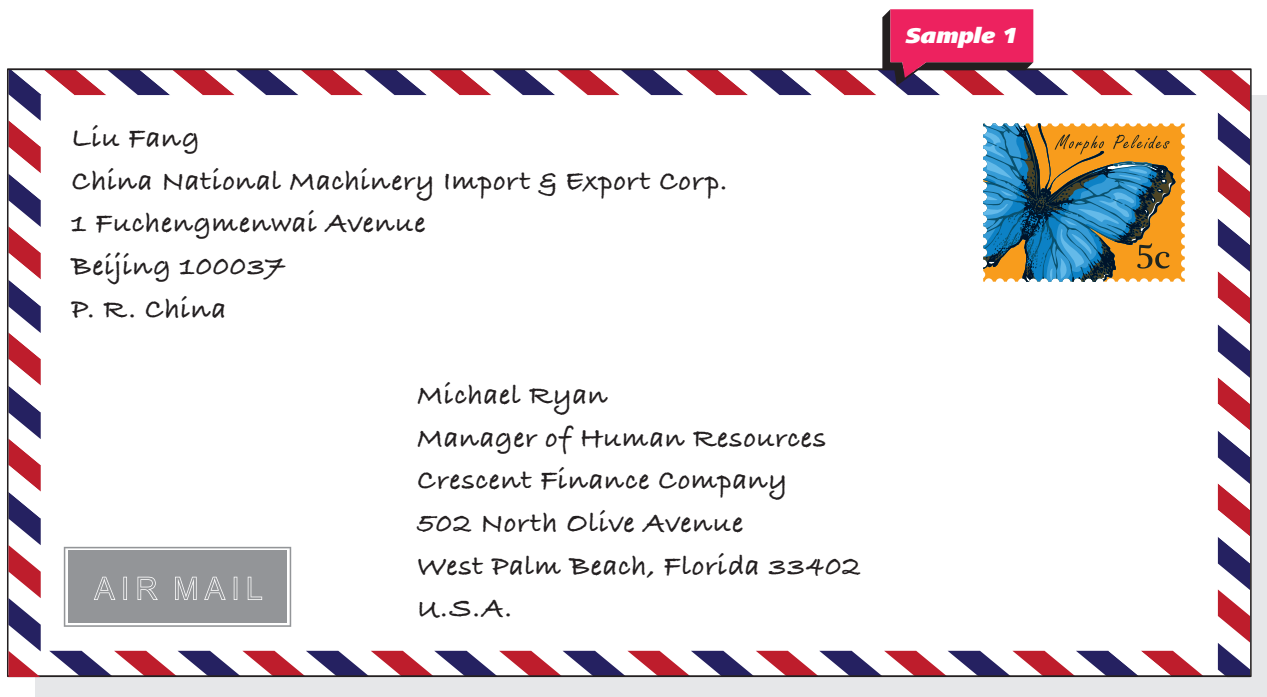 Sample 1
Liu Fang
China National Machinery Import & Export Corp.
1 Fuchengmenwai Avenue
Beijing 100037
P. R. China
Morpho Peleides
5c
Michael Ryan
Manager of Human Resources
Crescent Finance Company
502 North Olive Avenue
West Palm Beach, Florida 33402
U.S.A.
AIR MAIL